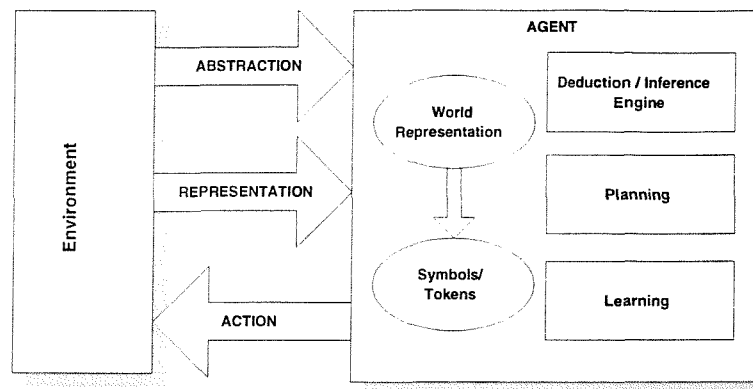 AGENT
Environment
ABSTRACTION
REPRESENTATION
ACTION
World
Representation
Symbols/
Tokens
Deduction / Inference
Engine
Planning
Learning